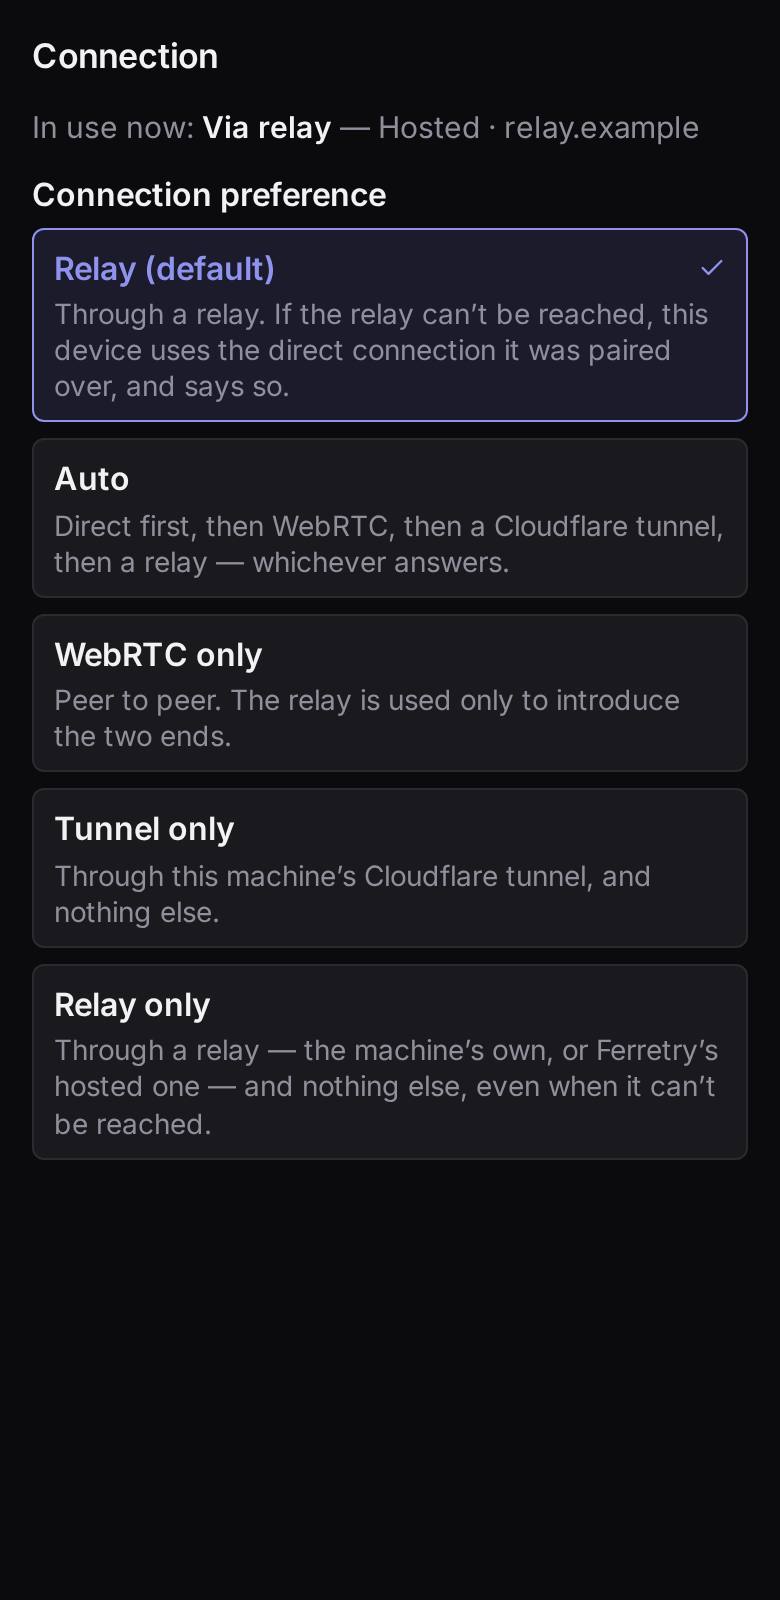 Connection
In use now: Via relay — Hosted · relay.example
Connection preference
Relay (default)
Through a relay. If the relay can’t be reached, this
device uses the direct connection it was paired
over, and says so.
Auto
Direct first, then WebRTC, then a Cloudflare tunnel,
then a relay — whichever answers.
WebRTC only
Peer to peer. The relay is used only to introduce
the two ends.
Tunnel only
Through this machine’s Cloudflare tunnel, and
nothing else.
Relay only
Through a relay — the machine’s own, or Ferretry’s
hosted one — and nothing else, even when it can’t
be reached.